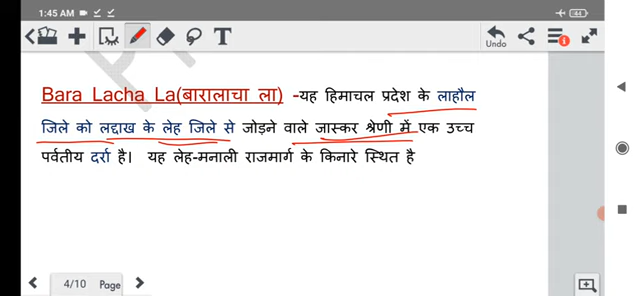 1:45 AM
44
Undo
Bara Lacha La(बारालाचा ला) -यह हिमाचल प्रदेश के लाहौल
जिले को लद्दाख के लेह जिले से जोड़ने वाले जास्कर श्रेणी में एक उच्च
पर्वतीय दर्रा है। यह लेह-मनाली राजमार्ग के किनारे स्थित है
4/10 Page